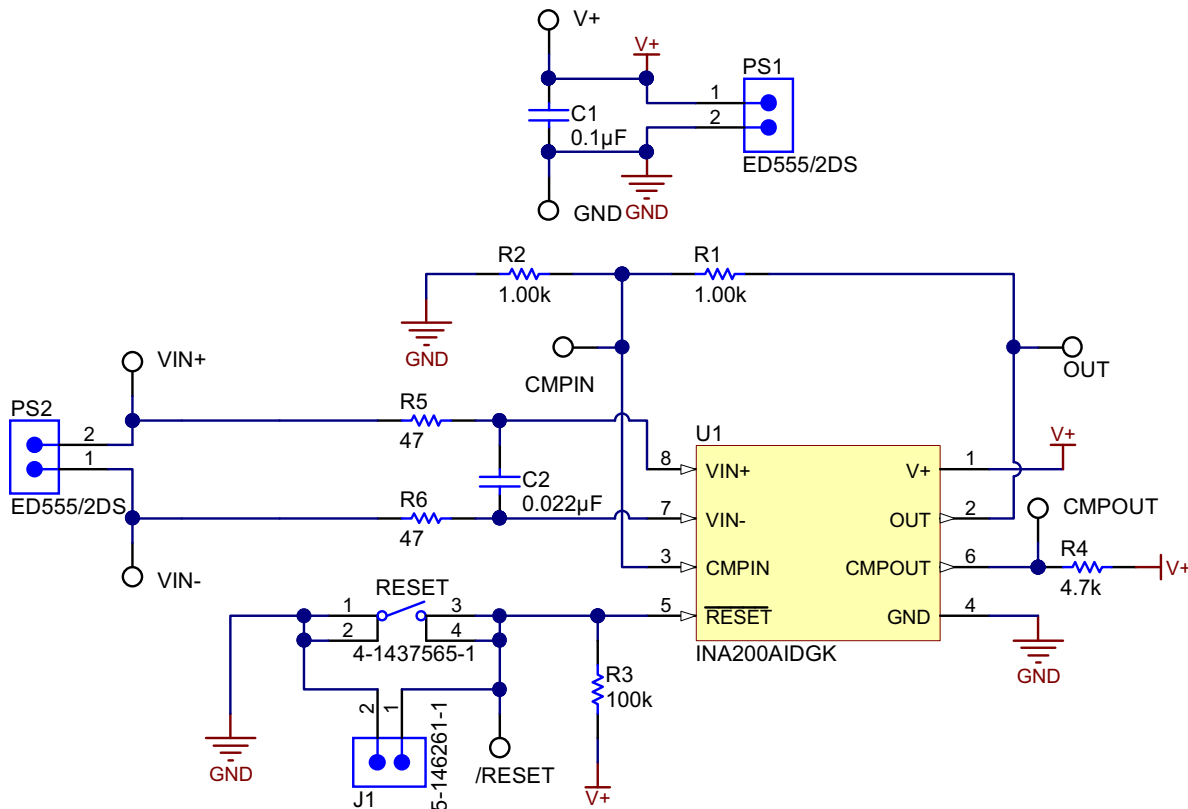 V+
V+
PS1
1
2
C1
0.1µF
ED555/2DS
GND
GND
R2
1.00k
R1
1.00k
GND
CMPIN
OUT
VIN+
PS2
2
1
ED555/2DS
VIN-
R5
47
C2
0.022µF
R6
47
U1
8
VIN+
7
VIN-
3
CMPIN
5
RESET
V+
1
V+
OUT
2
CMPOUT
6
CMPOUT
R4
4.7k
V+
GND
4
GND
INA200AIDGK
RESET
1
3
2
4
4-1437565-1
R3
100k
V+
GND
2
1
J1
5-146261-1
/RESET